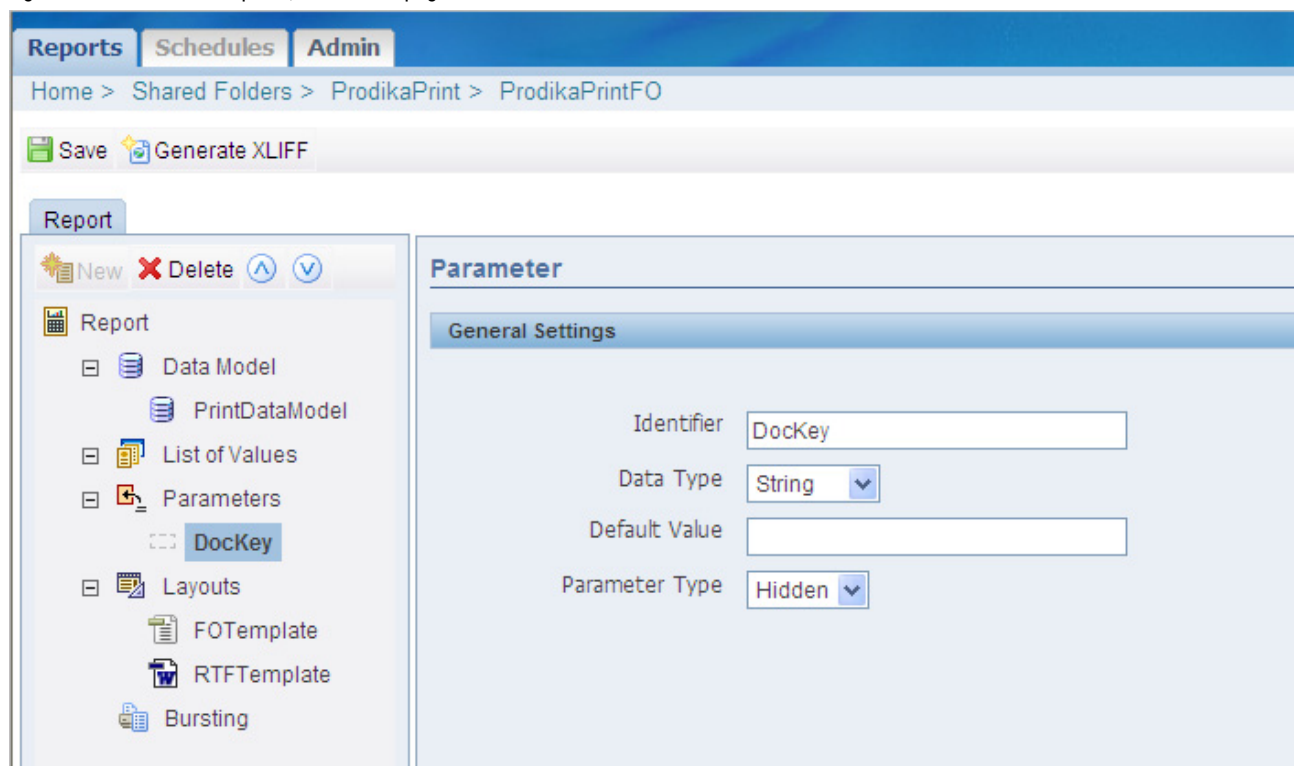 Reports Schedules Admin
Home > Shared Folders > ProdikaPrint > ProdikaPrintFO
Save Generate XLIFF
Report
New Delete
Report
Data Model
PrintDataModel
List of Values
Parameters
DocKey
Layouts
FOTemplate
RTFTemplate
Bursting
Parameter
General Settings
Identifier DocKey
Data Type String
Default Value
Parameter Type Hidden